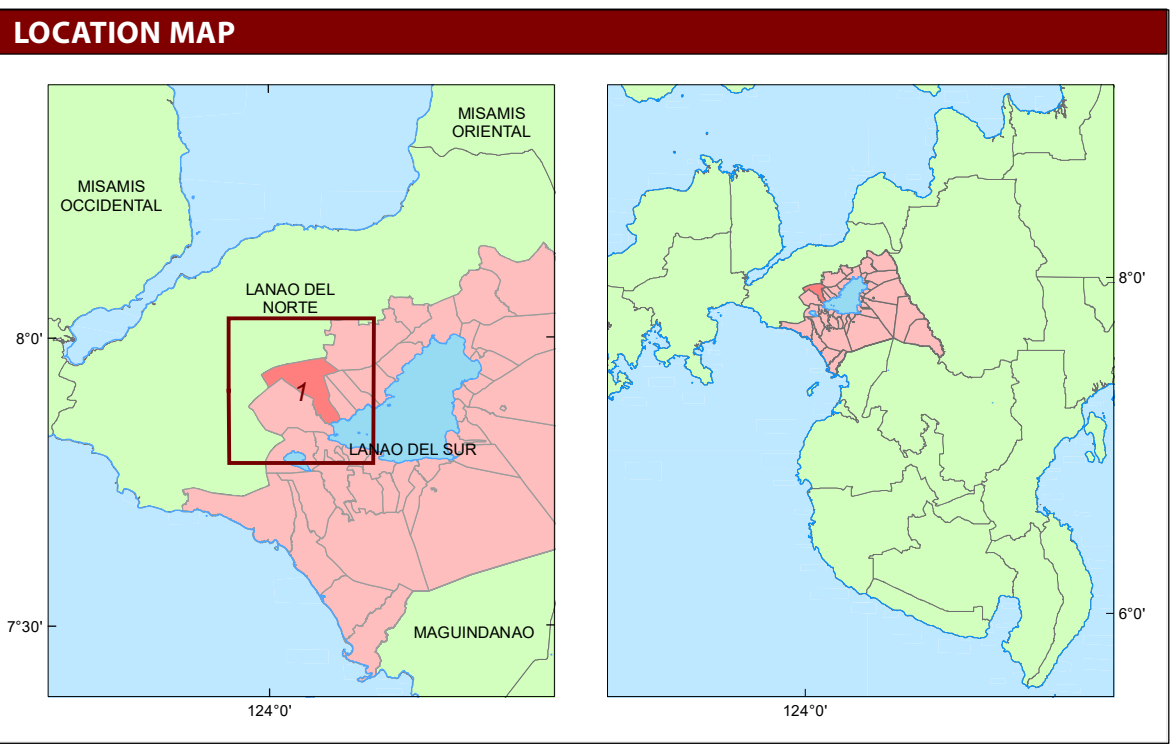 LOCATION MAP
MISAMIS
ORIENTAL
MISAMIS
OCCIDENTAL
LANAO DEL
NORTE
8°0'
1
LANAO DEL SUR
7°30'
MAGUINDANAO
124°0'
8°0'
6°0'
124°0'